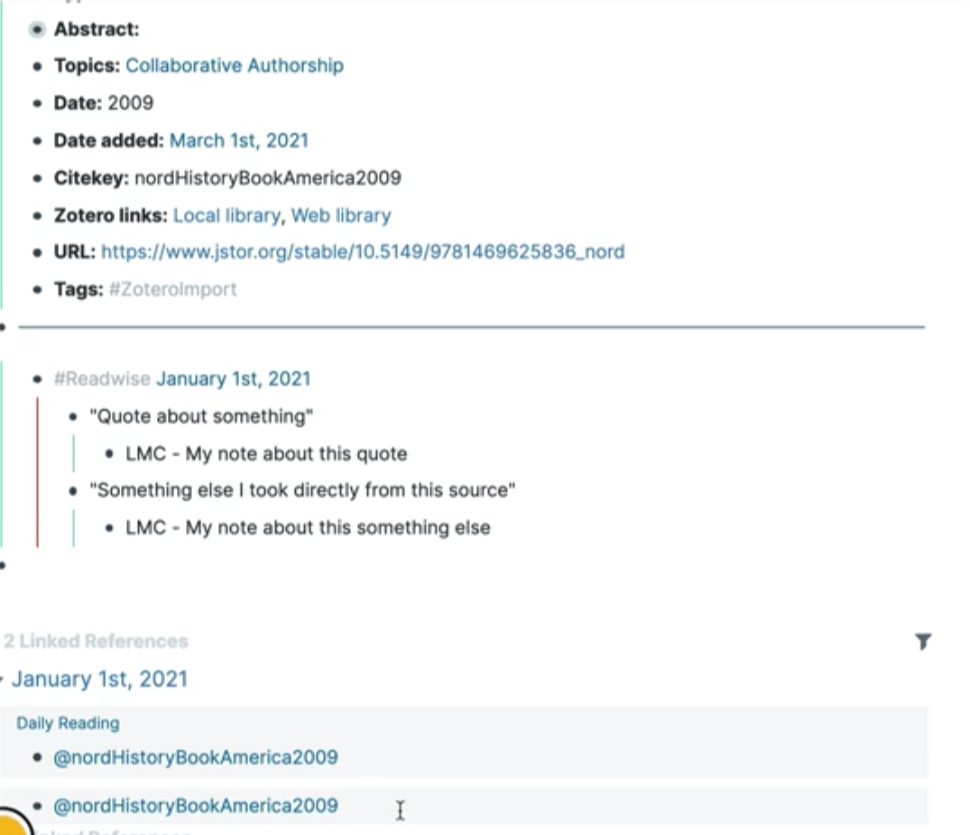 Abstract:
Topics: Collaborative Authorship
Date: 2009
Date added: March 1st, 2021
Citekey: nordHistoryBookAmerica2009
Zotero links: Local library, Web library
URL: https://www.jstor.org/stable/10.5149/9781469625836_nord
Tags: #ZoteroImport
#Readwise January 1st, 2021
"Quote about something"
LMC - My note about this quote
"Something else I took directly from this source"
LMC - My note about this something else
2 Linked References
January 1st, 2021
Daily Reading
@nordHistoryBookAmerica2009
@nordHistoryBookAmerica2009